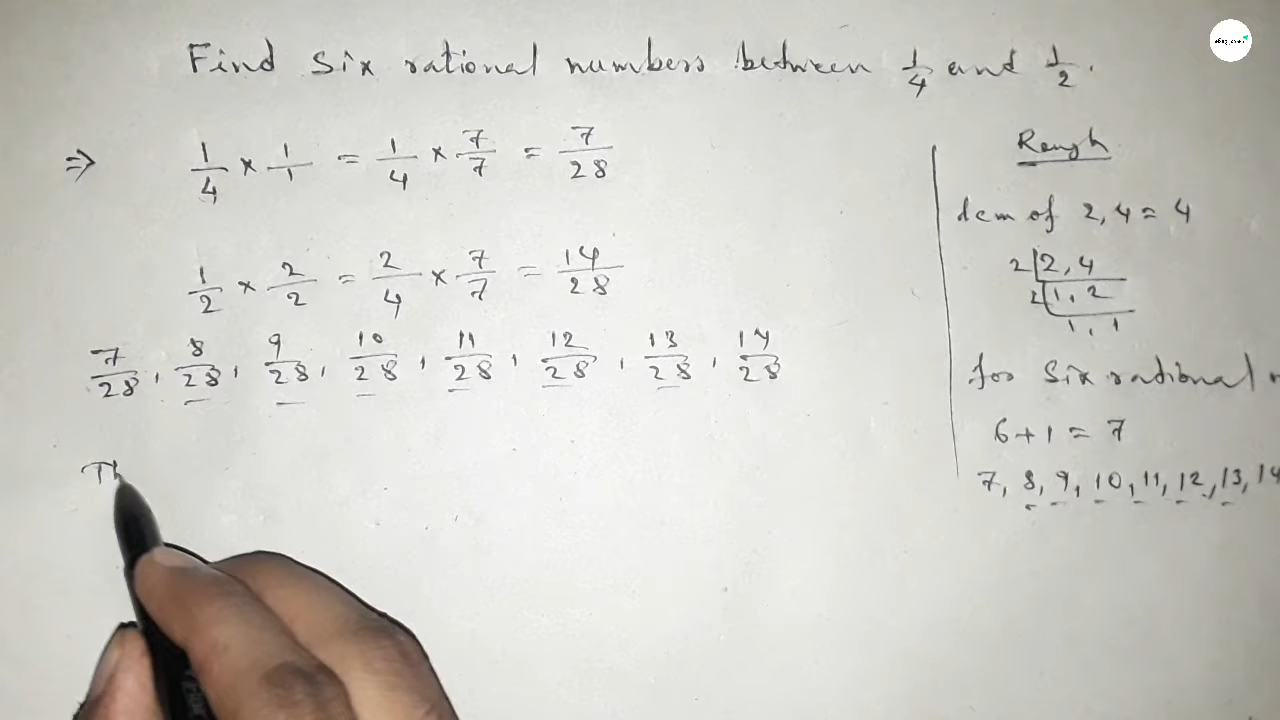 Find six rational numbers between 1/4 and 1/2.
⇒ 1/4 × 1/1 = 1/4 × 7/7 = 7/28
1/2 × 2/2 = 2/4 × 7/7 = 14/28
7/28, 8/28, 9/28, 10/28, 11/28, 12/28, 13/28, 14/28
Th
Rough
lcm of 2, 4 = 4
2 | 2, 4
2 | 1, 2
1, 1
for six rational n
6 + 1 = 7
7, 8, 9, 10, 11, 12, 13, 14